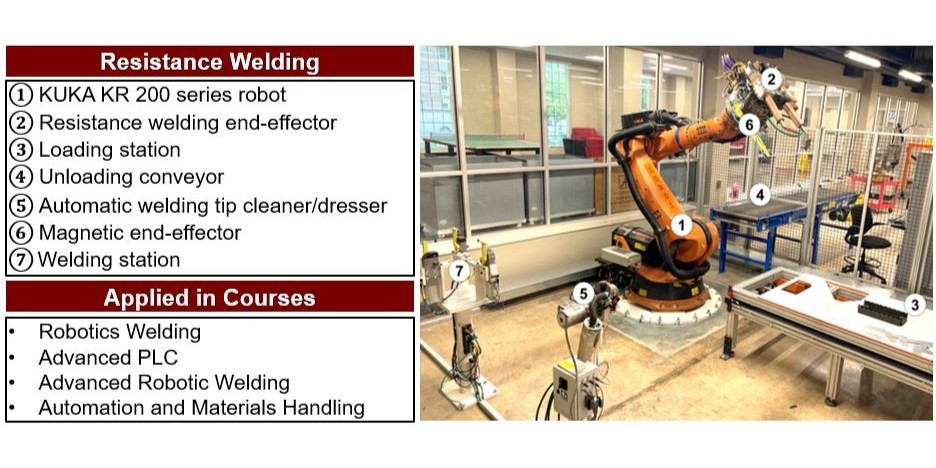 Resistance Welding
① KUKA KR 200 series robot
② Resistance welding end-effector
③ Loading station
④ Unloading conveyor
⑤ Automatic welding tip cleaner/dresser
⑥ Magnetic end-effector
⑦ Welding station
Applied in Courses
• Robotics Welding
• Advanced PLC
• Advanced Robotic Welding
• Automation and Materials Handling
2
6
4
1
7
5
3